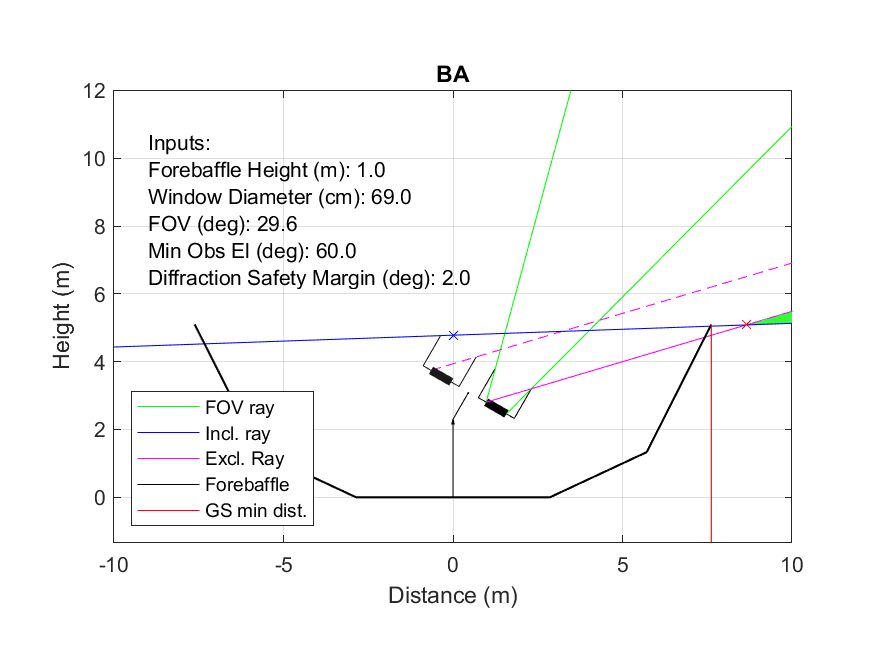 BA
12
10
8
6
4
2
0
Height (m)
Inputs:
Forebaffle Height (m): 1.0
Window Diameter (cm): 69.0
FOV (deg): 29.6
Min Obs El (deg): 60.0
Diffraction Safety Margin (deg): 2.0
FOV ray
Incl. ray
Excl. Ray
Forebaffle
GS min dist.
-10 -5 0 5 10
Distance (m)